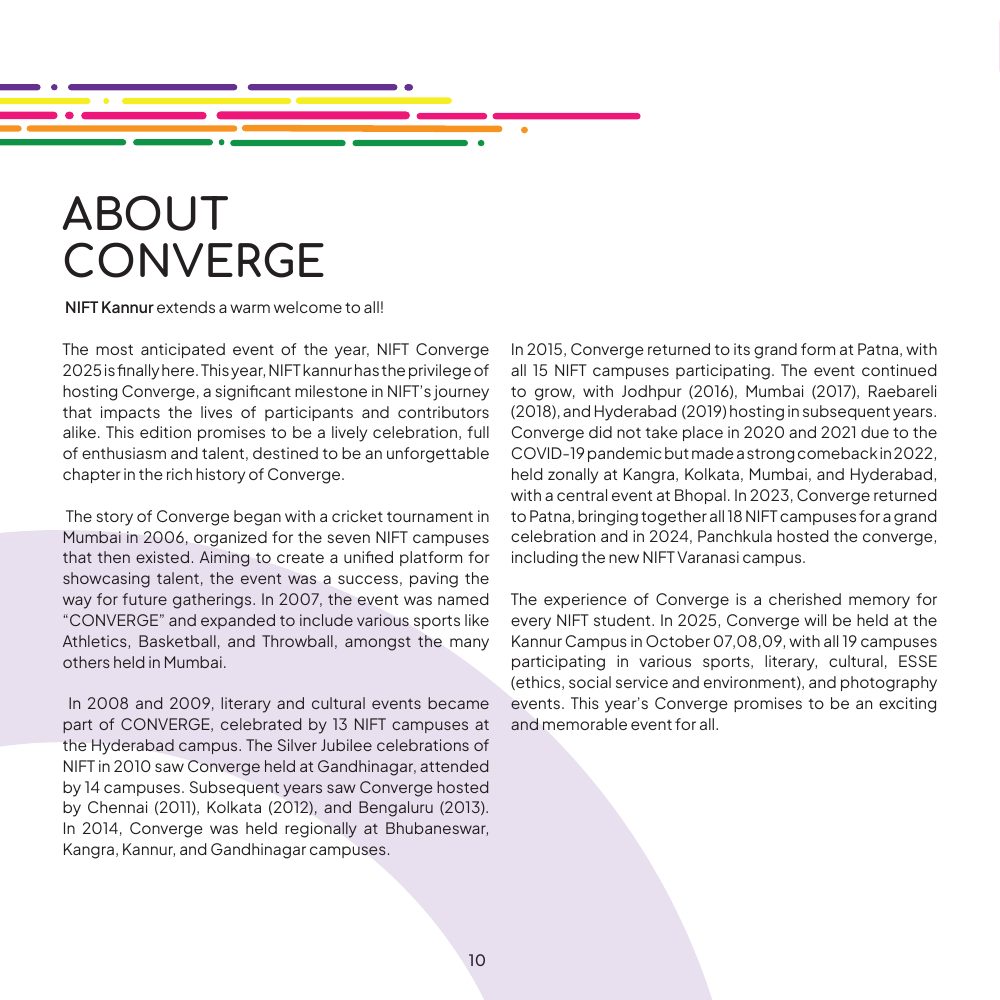 ABOUT
CONVERGE
NIFT Kannur extends a warm welcome to all!
The most anticipated event of the year, NIFT Converge
2025 is finally here. This year, NIFT kannur has the privilege of
hosting Converge, a significant milestone in NIFT's journey
that impacts the lives of participants and contributors
alike. This edition promises to be a lively celebration, full
of enthusiasm and talent, destined to be an unforgettable
chapter in the rich history of Converge.
The story of Converge began with a cricket tournament in
Mumbai in 2006, organized for the seven NIFT campuses
that then existed. Aiming to create a unified platform for
showcasing talent, the event was a success, paving the
way for future gatherings. In 2007, the event was named
“CONVERGE” and expanded to include various sports like
Athletics, Basketball, and Throwball, amongst the many
others held in Mumbai.
In 2008 and 2009, literary and cultural events became
part of CONVERGE, celebrated by 13 NIFT campuses at
the Hyderabad campus. The Silver Jubilee celebrations of
NIFT in 2010 saw Converge held at Gandhinagar, attended
by 14 campuses. Subsequent years saw Converge hosted
by Chennai (2011), Kolkata (2012), and Bengaluru (2013).
In 2014, Converge was held regionally at Bhubaneswar,
Kangra, Kannur, and Gandhinagar campuses.
In 2015, Converge returned to its grand form at Patna, with
all 15 NIFT campuses participating. The event continued
to grow, with Jodhpur (2016), Mumbai (2017), Raebareli
(2018), and Hyderabad (2019) hosting in subsequent years.
Converge did not take place in 2020 and 2021 due to the
COVID-19 pandemic but made a strong comeback in 2022,
held zonally at Kangra, Kolkata, Mumbai, and Hyderabad,
with a central event at Bhopal. In 2023, Converge returned
to Patna, bringing together all 18 NIFT campuses for a grand
celebration and in 2024, Panchkula hosted the converge,
including the new NIFT Varanasi campus.
The experience of Converge is a cherished memory for
every NIFT student. In 2025, Converge will be held at the
Kannur Campus in October 07,08,09, with all 19 campuses
participating in various sports, literary, cultural, ESSE
(ethics, social service and environment), and photography
events. This year's Converge promises to be an exciting
and memorable event for all.
10